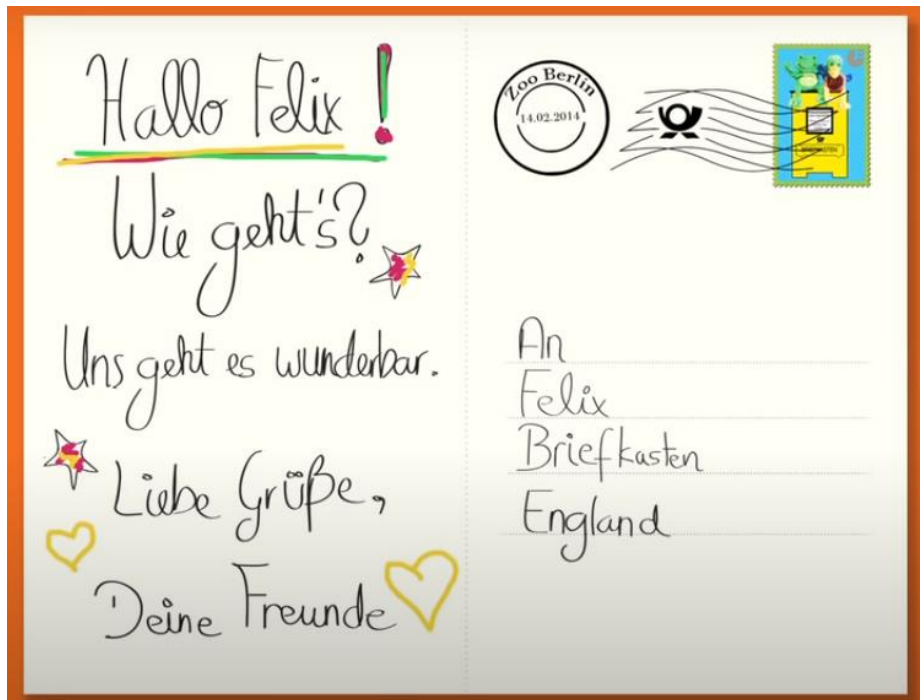 Hallo Felix!
Wie geht's?
Uns geht es wunderbar.
Liebe Grüße,
Deine Freunde
Zoo Berlin
14.02.2014
An
Felix
Briefkasten
England